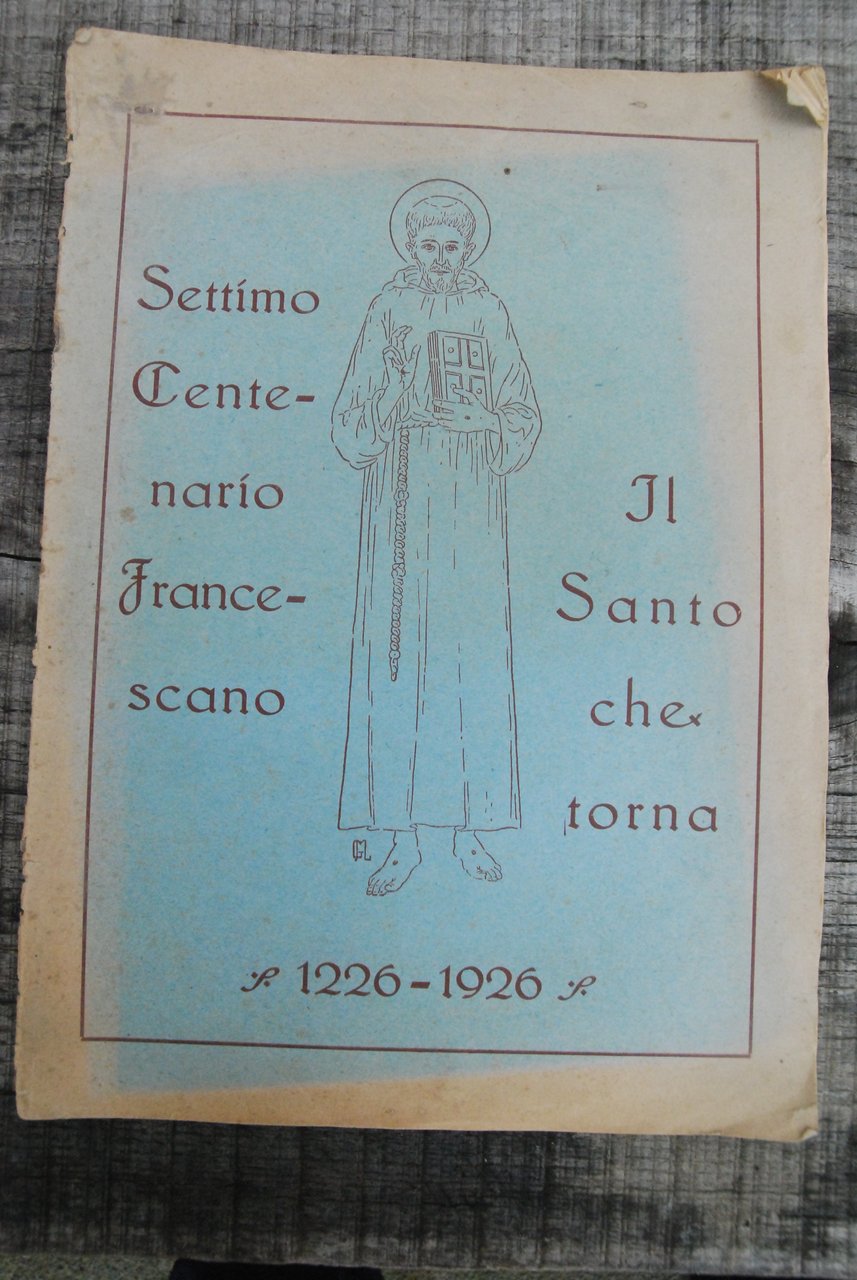 Settimo
Cente-
nario
France-
scano
Il
Santo
che
torna
1226-1926